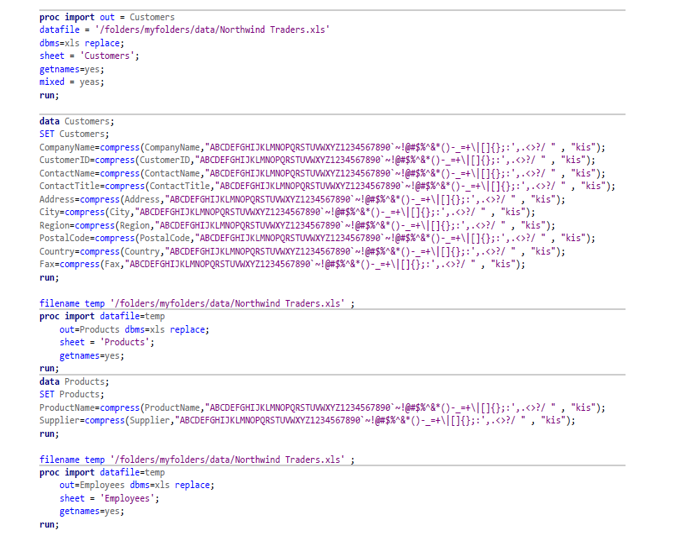 proc import out = Customers
datafile = '/folders/myfolders/data/Northwind Traders.xls'
dbms=xls replace;
sheet = 'Customers';
getnames=yes;
mixed = yeas;
run;
data Customers;
SET Customers;
CompanyName=compress(CompanyName,"ABCDEFGHIJKLMNOPQRSTUVWXYZ1234567890`~!@#$%^&*()-_=+\|[]{};:',.<>?/ " , "kis");
CustomerID=compress(CustomerID,"ABCDEFGHIJKLMNOPQRSTUVWXYZ1234567890`~!@#$%^&*()-_=+\|[]{};:',.<>?/ " , "kis");
ContactName=compress(ContactName,"ABCDEFGHIJKLMNOPQRSTUVWXYZ1234567890`~!@#$%^&*()-_=+\|[]{};:',.<>?/ " , "kis");
ContactTitle=compress(ContactTitle,"ABCDEFGHIJKLMNOPQRSTUVWXYZ1234567890`~!@#$%^&*()-_=+\|[]{};:',.<>?/ " , "kis");
Address=compress(Address,"ABCDEFGHIJKLMNOPQRSTUVWXYZ1234567890`~!@#$%^&*()-_=+\|[]{};:',.<>?/ " , "kis");
City=compress(City,"ABCDEFGHIJKLMNOPQRSTUVWXYZ1234567890`~!@#$%^&*()-_=+\|[]{};:',.<>?/ " , "kis");
Region=compress(Region,"ABCDEFGHIJKLMNOPQRSTUVWXYZ1234567890`~!@#$%^&*()-_=+\|[]{};:',.<>?/ " , "kis");
PostalCode=compress(PostalCode,"ABCDEFGHIJKLMNOPQRSTUVWXYZ1234567890`~!@#$%^&*()-_=+\|[]{};:',.<>?/ " , "kis");
Country=compress(Country,"ABCDEFGHIJKLMNOPQRSTUVWXYZ1234567890`~!@#$%^&*()-_=+\|[]{};:',.<>?/ " , "kis");
Fax=compress(Fax,"ABCDEFGHIJKLMNOPQRSTUVWXYZ1234567890`~!@#$%^&*()-_=+\|[]{};:',.<>?/ " , "kis");
run;
filename temp '/folders/myfolders/data/Northwind Traders.xls' ;
proc import datafile=temp
out=Products dbms=xls replace;
sheet = 'Products';
getnames=yes;
run;
data Products;
SET Products;
ProductName=compress(ProductName,"ABCDEFGHIJKLMNOPQRSTUVWXYZ1234567890`~!@#$%^&*()-_=+\|[]{};:',.<>?/ " , "kis");
Supplier=compress(Supplier,"ABCDEFGHIJKLMNOPQRSTUVWXYZ1234567890`~!@#$%^&*()-_=+\|[]{};:',.<>?/ " , "kis");
run;
filename temp '/folders/myfolders/data/Northwind Traders.xls' ;
proc import datafile=temp
out=Employees dbms=xls replace;
sheet = 'Employees';
getnames=yes;
run;